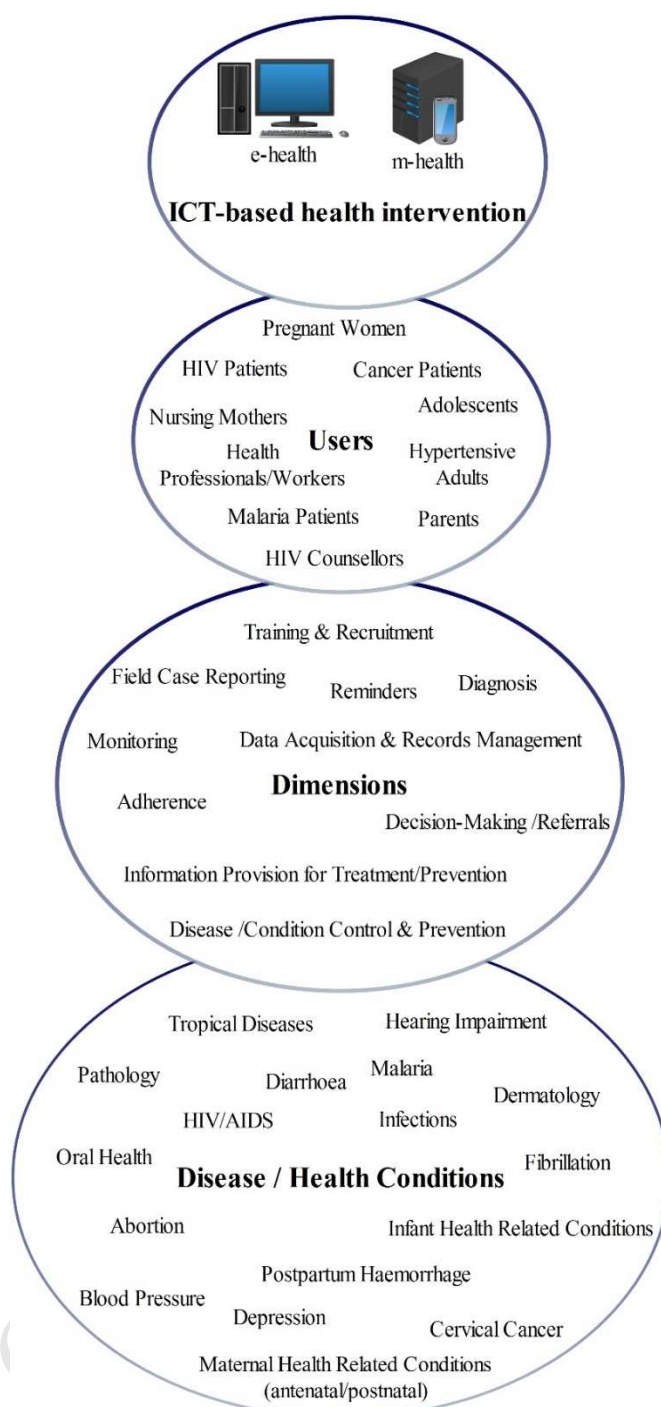 e-health
m-health
ICT-based health intervention
Pregnant Women
HIV Patients
Cancer Patients
Adolescents
Nursing Mothers
Users
Health
Professionals/Workers
Hypertensive
Adults
Malaria Patients
Parents
HIV Counsellors
Training & Recruitment
Field Case Reporting
Reminders
Diagnosis
Monitoring
Data Acquisition & Records Management
Dimensions
Adherence
Decision-Making /Referrals
Information Provision for Treatment/Prevention
Disease /Condition Control & Prevention
Tropical Diseases
Hearing Impairment
Pathology
Diarrhoea
Malaria
Dermatology
HIV/AIDS
Infections
Oral Health
Disease / Health Conditions
Fibrillation
Abortion
Infant Health Related Conditions
Postpartum Haemorrhage
Blood Pressure
Depression
Cervical Cancer
Maternal Health Related Conditions
(antenatal/postnatal)